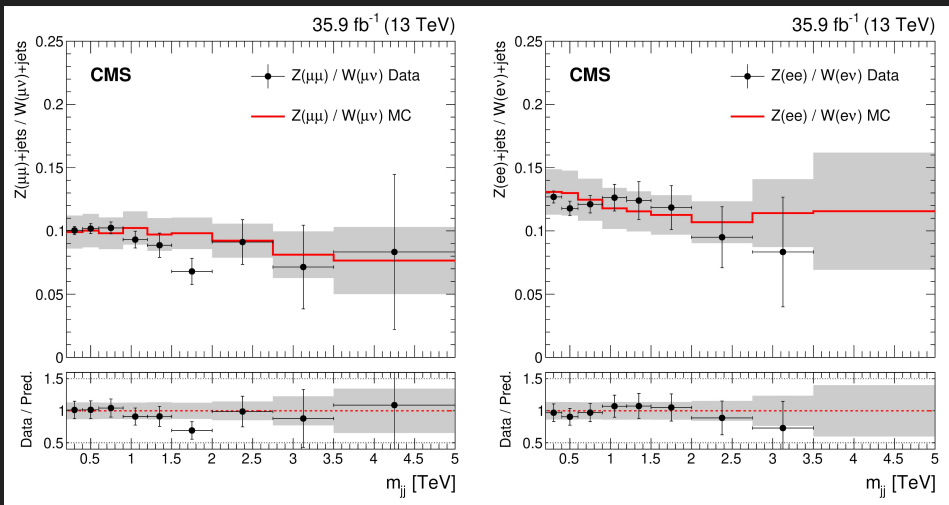 35.9 fb⁻¹ (13 TeV)
CMS
Z(μμ) / W(μν) Data
Z(μμ) / W(μν) MC
Z(μμ)+jets / W(μν)+jets
0.25
0.2
0.15
0.1
0.05
0
Data / Pred.
1.5
1
0.5
0.5 1 1.5 2 2.5 3 3.5 4 4.5 5
m_jj [TeV]
35.9 fb⁻¹ (13 TeV)
CMS
Z(ee) / W(eν) Data
Z(ee) / W(eν) MC
Z(ee)+jets / W(eν)+jets
0.25
0.2
0.15
0.1
0.05
0
Data / Pred.
1.5
1
0.5
0.5 1 1.5 2 2.5 3 3.5 4 4.5 5
m_jj [TeV]